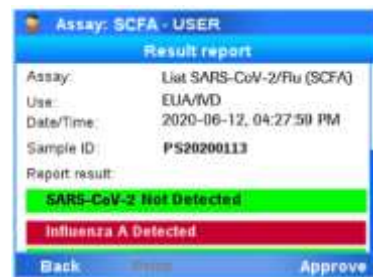 Assay: SCFA - USER
Result report
Assay: Liat SARS-CoV-2/Flu (SCFA)
Use: EUA/IVD
Date/Time: 2020-06-12, 04:27:59 PM
Sample ID: PS20200113
Report result:
SARS-CoV-2 Not Detected
Influenza A Detected
Back Approve